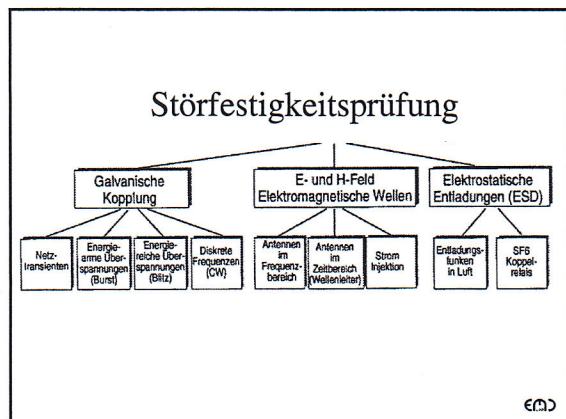 Störfestigkeitsprüfung
Galvanische
Kopplung
E- und H-Feld
Elektromagnetische Wellen
Elektrostatische
Entladungen (ESD)
Netz-
transienten
Energie-
arme Über-
spannungen
(Burst)
Energie-
reiche Über-
spannungen
(Blitz)
Diskrete
Frequenzen
(CW)
Antennen
im
Frequenz-
bereich
Antennen
im
Zeitbereich
(Wellenleiter)
Strom
Injektion
Entladungs-
funken
in Luft
SF6
Koppel-
relais
EMC